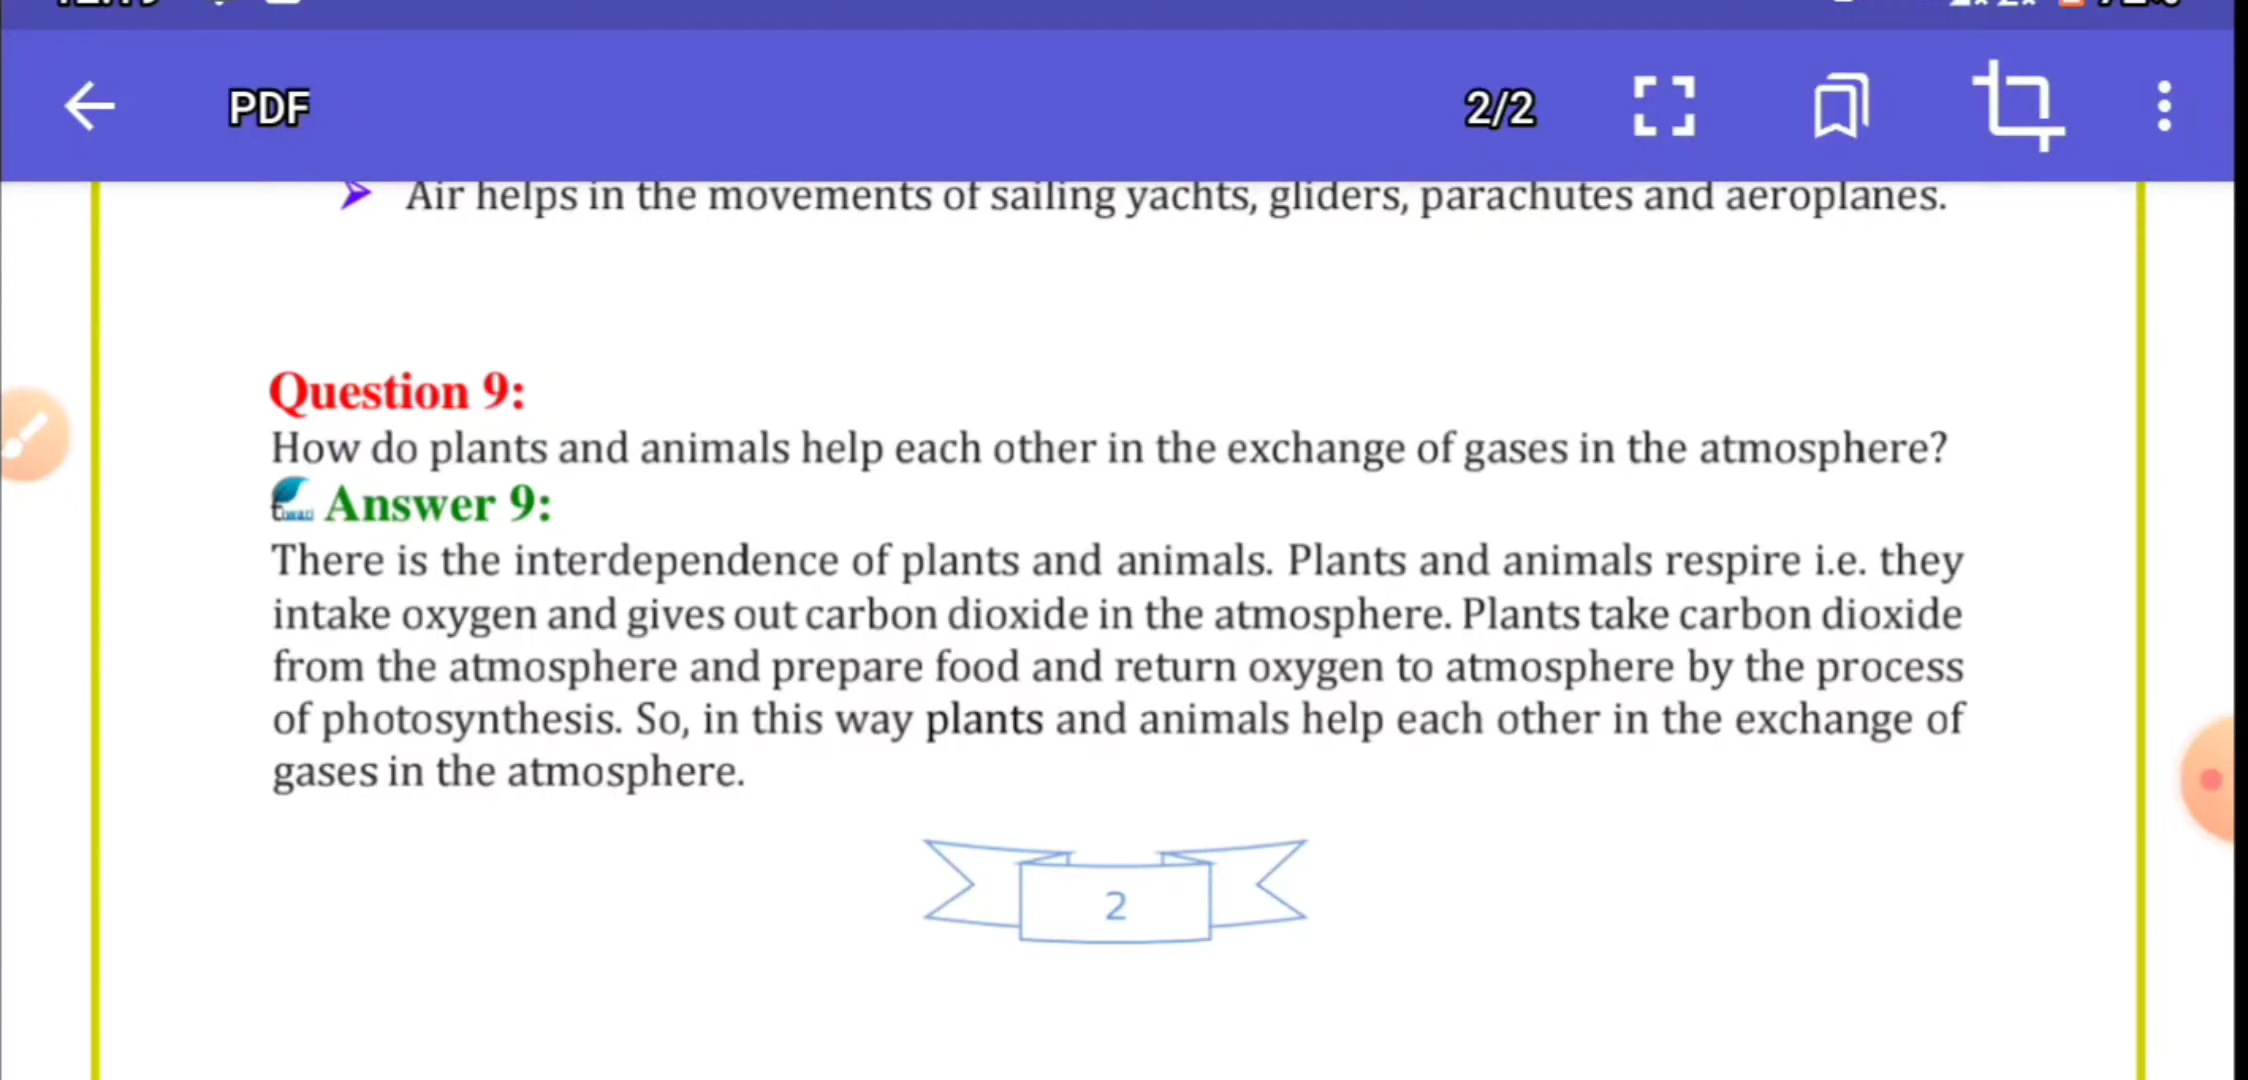 PDF
2/2
Air helps in the movements of sailing yachts, gliders, parachutes and aeroplanes.
Question 9:
How do plants and animals help each other in the exchange of gases in the atmosphere?
Answer 9:
There is the interdependence of plants and animals. Plants and animals respire i.e. they
intake oxygen and gives out carbon dioxide in the atmosphere. Plants take carbon dioxide
from the atmosphere and prepare food and return oxygen to atmosphere by the process
of photosynthesis. So, in this way plants and animals help each other in the exchange of
gases in the atmosphere.
2